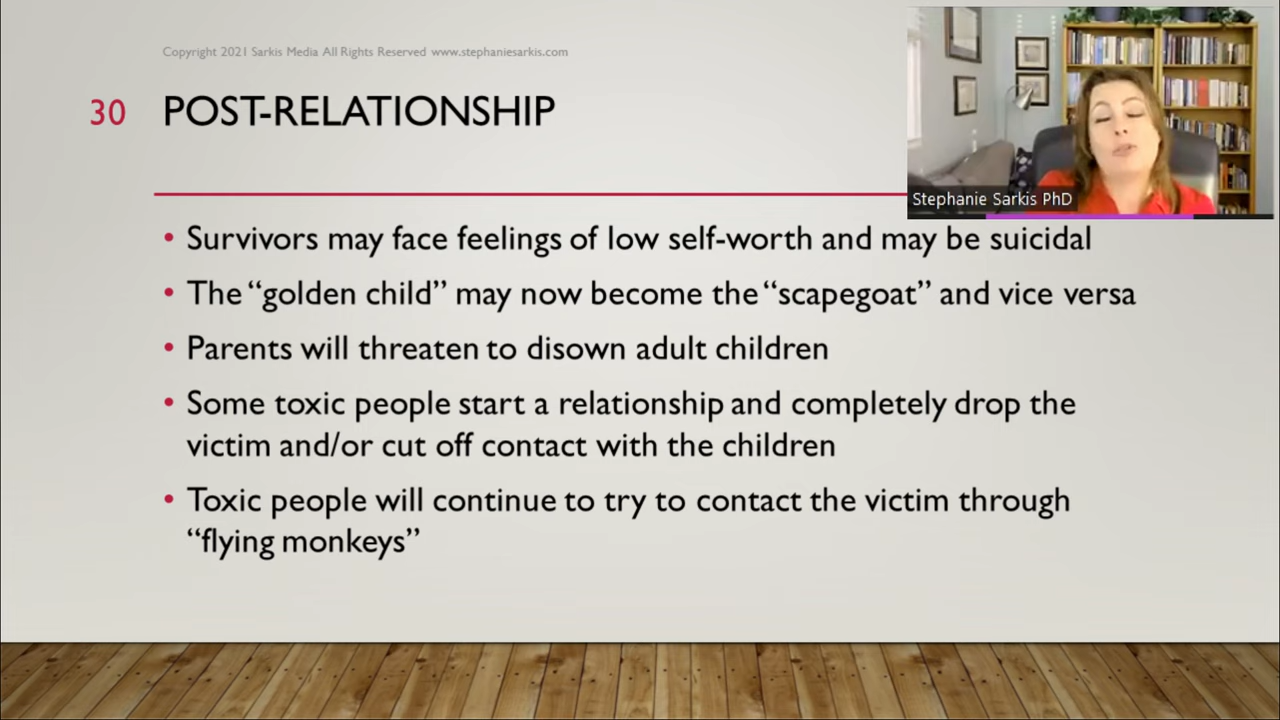 Copyright 2021 Sarkis Media All Rights Reserved www.stephaniesarkis.com
30 POST-RELATIONSHIP
Stephanie Sarkis PhD
• Survivors may face feelings of low self-worth and may be suicidal
• The “golden child” may now become the “scapegoat” and vice versa
• Parents will threaten to disown adult children
• Some toxic people start a relationship and completely drop the
victim and/or cut off contact with the children
• Toxic people will continue to try to contact the victim through
“flying monkeys”